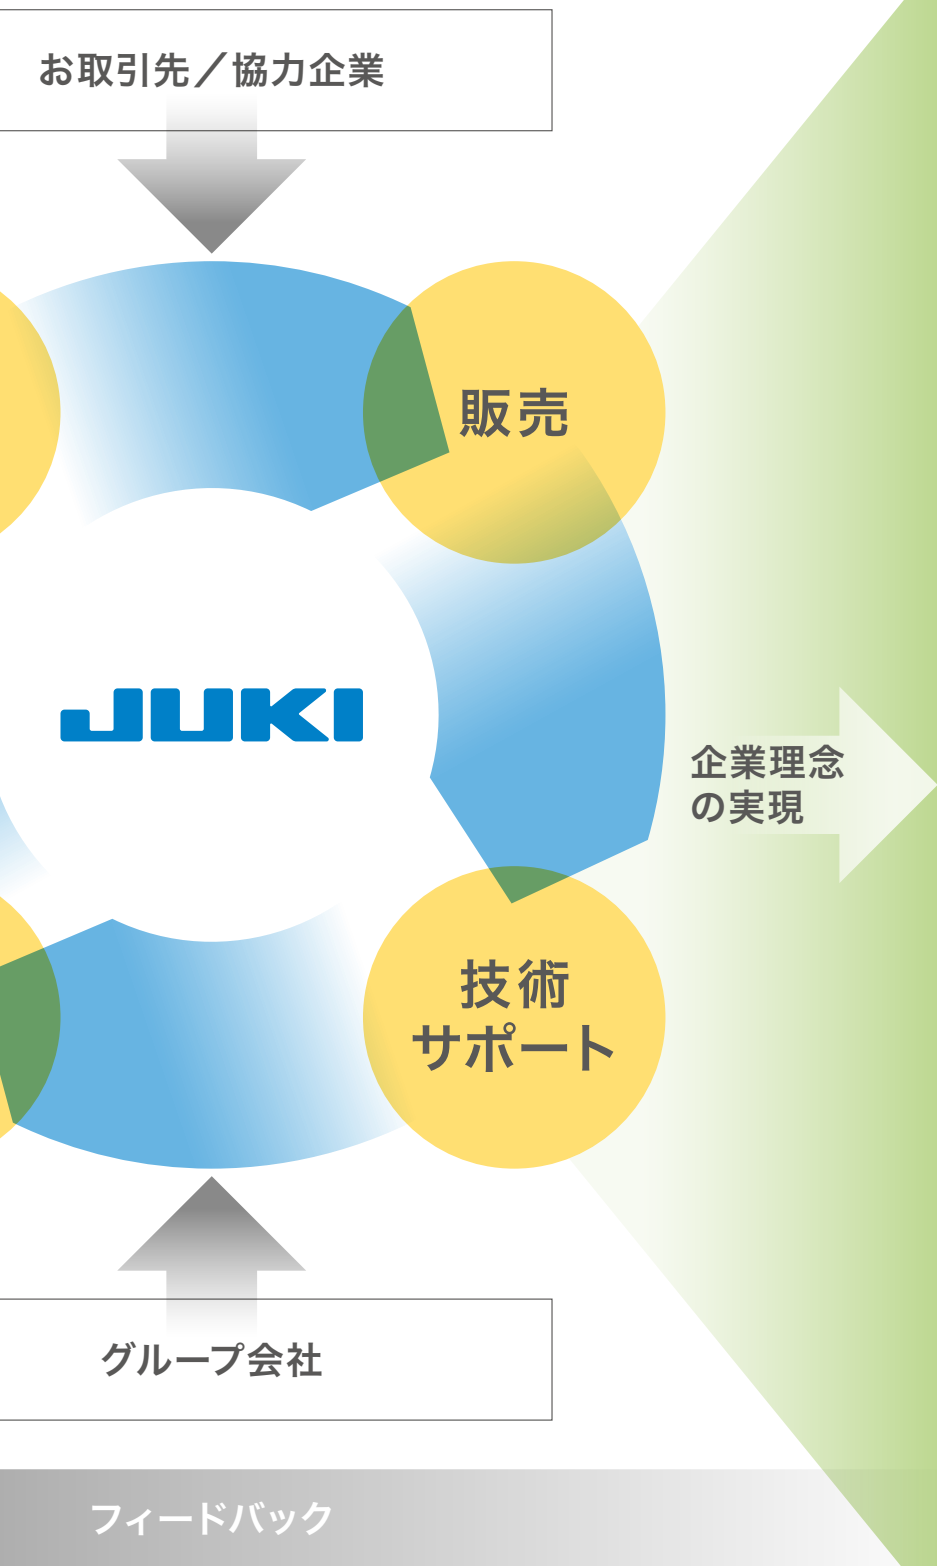 お取引先／協力企業
販売
JUKI
企業理念
の実現
技術
サポート
グループ会社
フィードバック